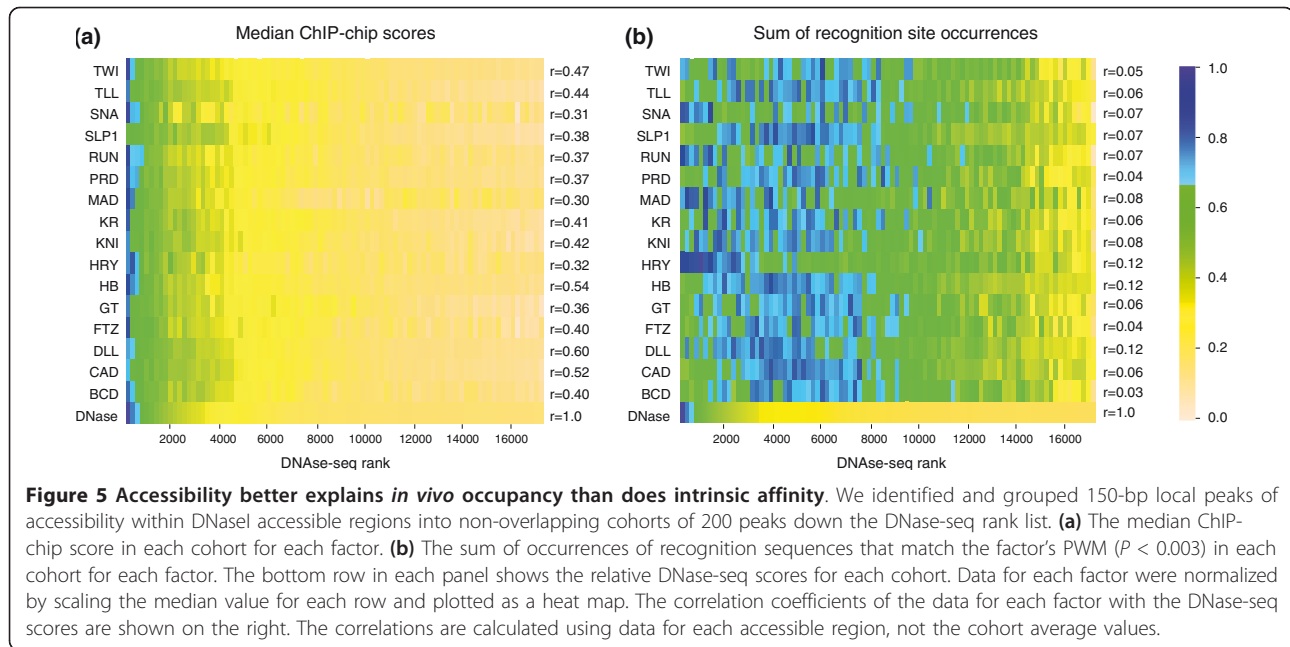 (a)
Median ChIP-chip scores
TWI
TLL
SNA
SLP1
RUN
PRD
MAD
KR
KNI
HRY
HB
GT
FTZ
DLL
CAD
BCD
DNase
r=0.47
r=0.44
r=0.31
r=0.38
r=0.37
r=0.37
r=0.30
r=0.41
r=0.42
r=0.32
r=0.54
r=0.36
r=0.40
r=0.60
r=0.52
r=0.40
r=1.0
2000 4000 6000 8000 10000 12000 14000 16000
DNAse-seq rank
(b)
Sum of recognition site occurrences
TWI
TLL
SNA
SLP1
RUN
PRD
MAD
KR
KNI
HRY
HB
GT
FTZ
DLL
CAD
BCD
DNase
r=0.05
r=0.06
r=0.07
r=0.07
r=0.07
r=0.04
r=0.08
r=0.06
r=0.08
r=0.12
r=0.12
r=0.06
r=0.04
r=0.12
r=0.06
r=0.03
r=1.0
2000 4000 6000 8000 10000 12000 14000 16000
DNAse-seq rank
1.0
0.8
0.6
0.4
0.2
0.0
Figure 5 Accessibility better explains in vivo occupancy than does intrinsic affinity. We identified and grouped 150-bp local peaks of
accessibility within DNaseI accessible regions into non-overlapping cohorts of 200 peaks down the DNase-seq rank list. (a) The median ChIP-
chip score in each cohort for each factor. (b) The sum of occurrences of recognition sequences that match the factor's PWM (P < 0.003) in each
cohort for each factor. The bottom row in each panel shows the relative DNase-seq scores for each cohort. Data for each factor were normalized
by scaling the median value for each row and plotted as a heat map. The correlation coefficients of the data for each factor with the DNase-seq
scores are shown on the right. The correlations are calculated using data for each accessible region, not the cohort average values.